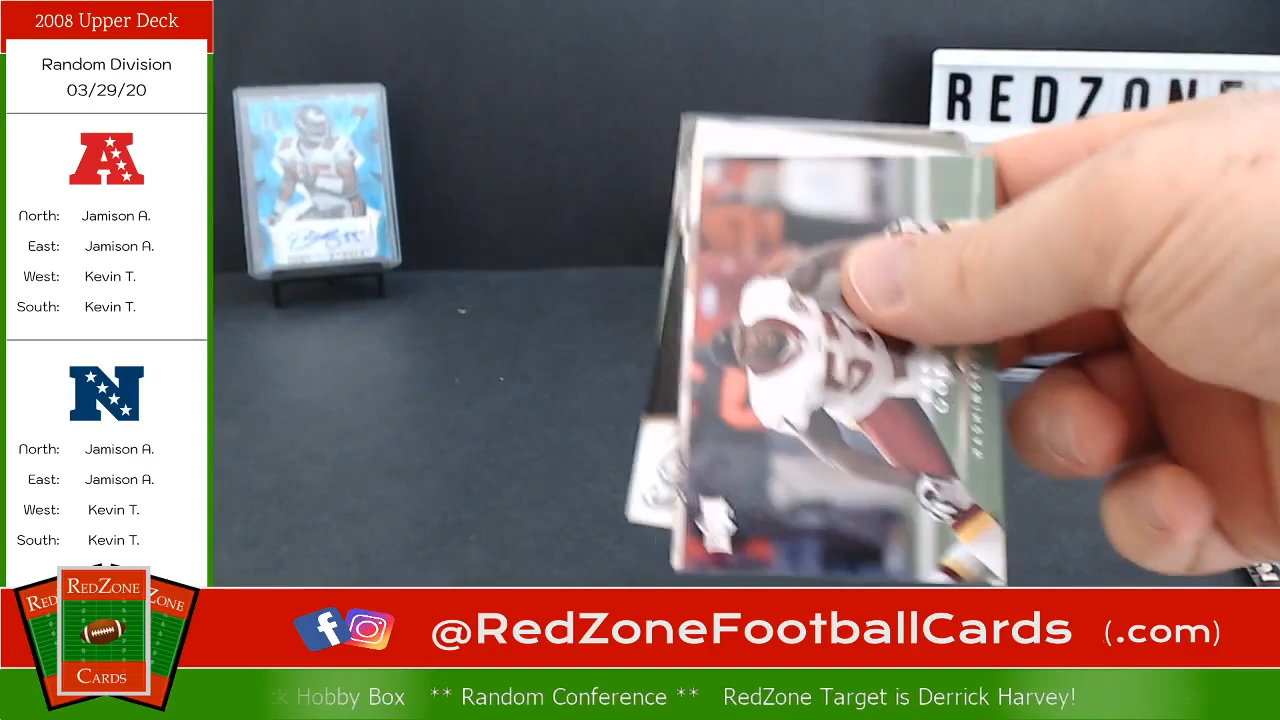 2008 Upper Deck
Random Division
03/29/20
A
North: Jamison A.
East: Jamison A.
West: Kevin T.
South: Kevin T.
N
North: Jamison A.
East: Jamison A.
West: Kevin T.
South: Kevin T.
REDZONE
RedZone
Cards
@RedZoneFootballCards (.com)
Hobby Box ** Random Conference ** RedZone Target is Derrick Harvey!